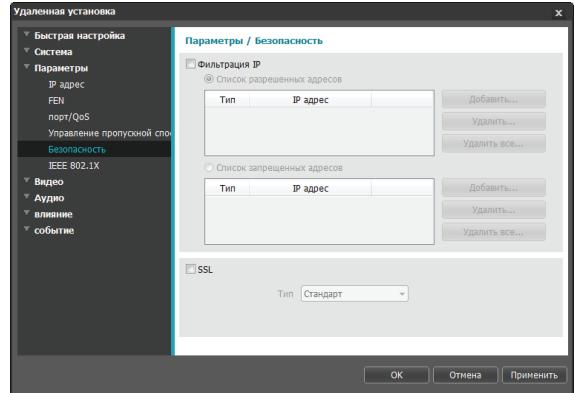 Удаленная установка
x
Быстрая настройка
Система
Параметры
IP адрес
FEN
порт/QoS
Управление пропускной спо
Безопасность
IEEE 802.1X
Видео
Аудио
влияние
событие
Параметры / Безопасность
Фильтрация IP
Список разрешенных адресов
Тип IP адрес
Добавить...
Удалить...
Удалить все...
Список запрещенных адресов
Тип IP адрес
Добавить...
Удалить...
Удалить все...
SSL
Тип Стандарт
OK Отмена Применить